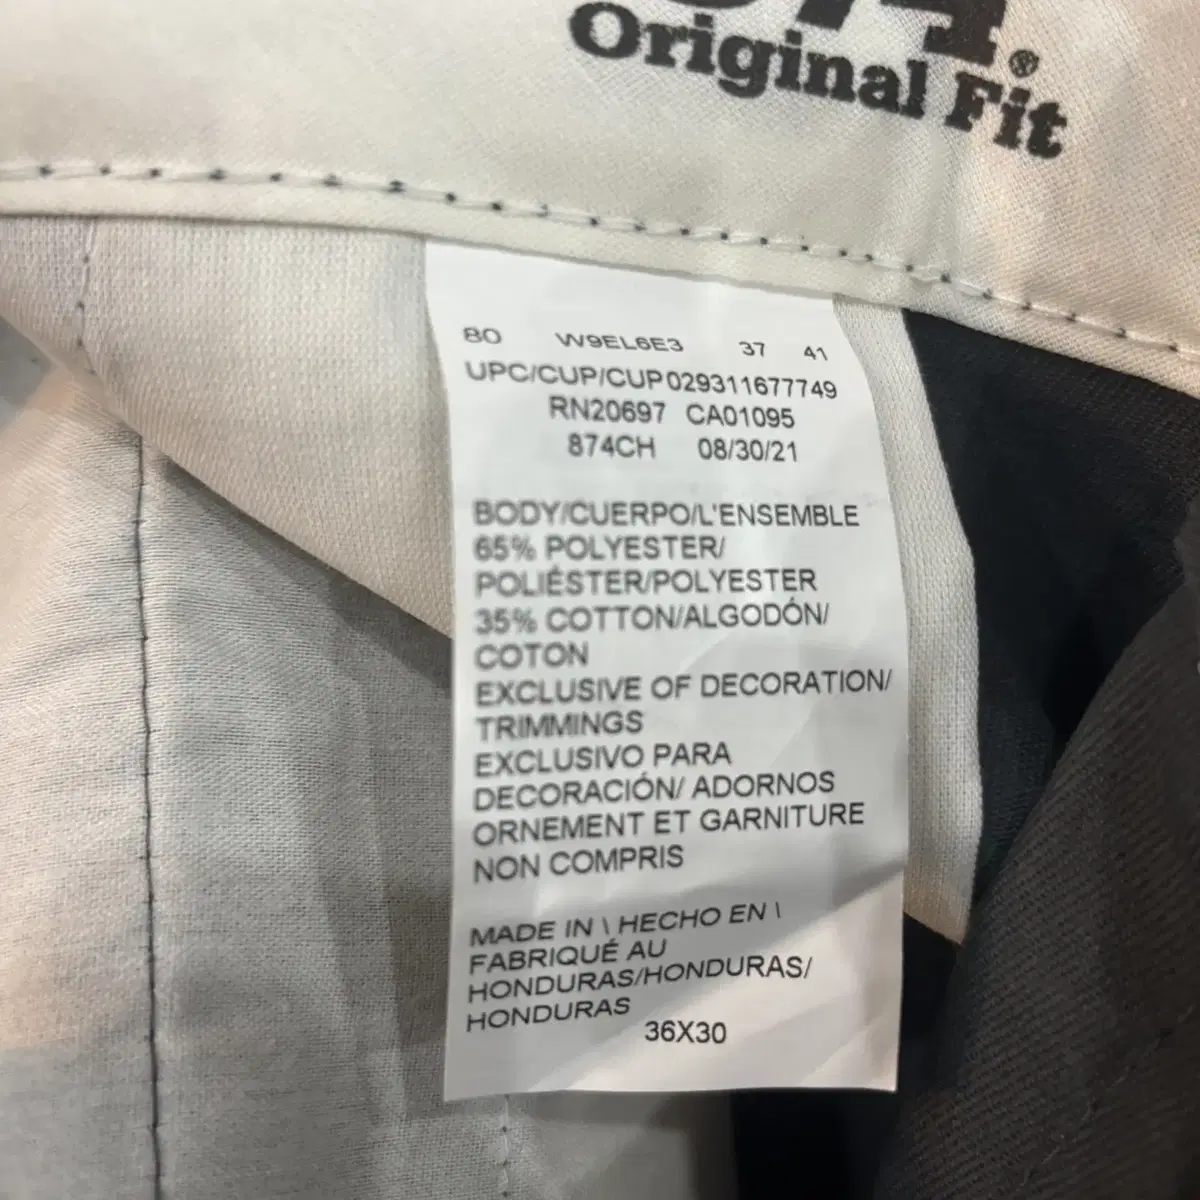 874®
Original Fit
80 W9EL6E3 37 41
UPC/CUP/CUP 029311677749
RN20697 CA01095
874CH 08/30/21
BODY/CUERPO/L'ENSEMBLE
65% POLYESTER/
POLIÉSTER/POLYESTER
35% COTTON/ALGODÓN/
COTON
EXCLUSIVE OF DECORATION/
TRIMMINGS
EXCLUSIVO PARA
DECORACIÓN/ ADORNOS
ORNEMENT ET GARNITURE
NON COMPRIS
MADE IN \ HECHO EN \
FABRIQUÉ AU
HONDURAS/HONDURAS/
HONDURAS
36X30